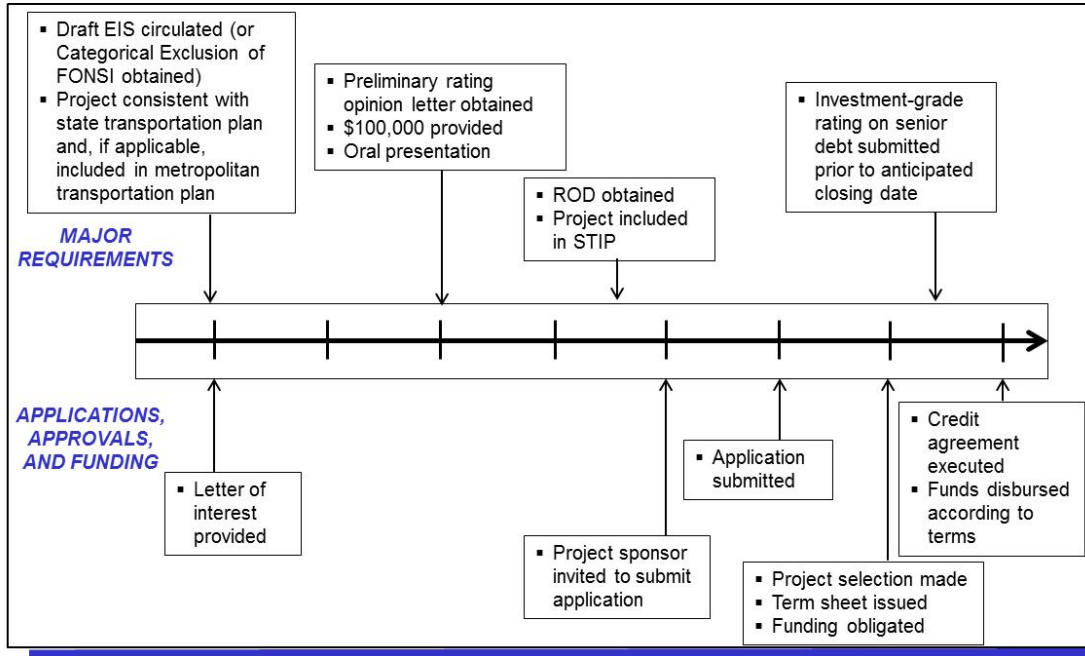 ▪ Draft EIS circulated (or
Categorical Exclusion of
FONSI obtained)
▪ Project consistent with
state transportation plan
and, if applicable,
included in metropolitan
transportation plan
▪ Preliminary rating
opinion letter obtained
▪ $100,000 provided
▪ Oral presentation
▪ ROD obtained
▪ Project included
in STIP
▪ Investment-grade
rating on senior
debt submitted
prior to anticipated
closing date
MAJOR
REQUIREMENTS
APPLICATIONS,
APPROVALS,
AND FUNDING
▪ Letter of
interest
provided
▪ Project sponsor
invited to submit
application
▪ Application
submitted
▪ Project selection made
▪ Term sheet issued
▪ Funding obligated
▪ Credit
agreement
executed
▪ Funds disbursed
according to
terms